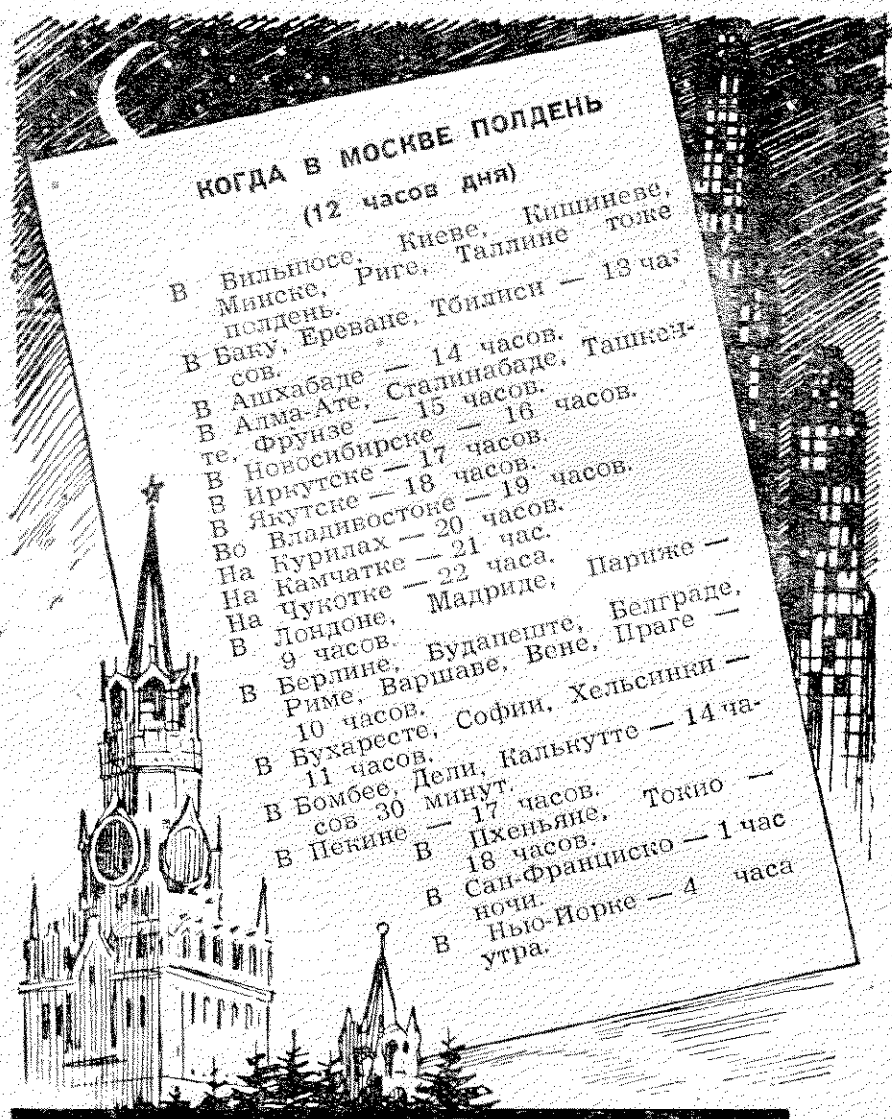 КОГДА В МОСКВЕ ПОЛДЕНЬ
(12 часов дня)
В Вильнюсе, Киеве, Кишиневе,
Минске, Риге, Таллине тоже
полдень.
В Баку, Ереване, Тбилиси — 13 ча-
сов.
В Ашхабаде — 14 часов.
В Алма-Ате, Сталинабаде, Ташкен-
те, Фрунзе — 15 часов.
В Новосибирске — 16 часов.
В Иркутске — 17 часов.
В Якутске — 18 часов.
Во Владивостоке — 19 часов.
На Курилах — 20 часов.
На Камчатке — 21 час.
На Чукотке — 22 часа.
В Лондоне, Мадриде, Париже —
9 часов.
В Берлине, Будапеште, Белграде,
Риме, Варшаве, Вене, Праге —
10 часов.
В Бухаресте, Софии, Хельсинки —
11 часов.
В Бомбее, Дели, Калькутте — 14 ча-
сов 30 минут.
В Пекине — 17 часов.
В Пхеньяне, Токио —
18 часов.
В Сан-Франциско — 1 час
ночи.
В Нью-Йорке — 4 часа
утра.